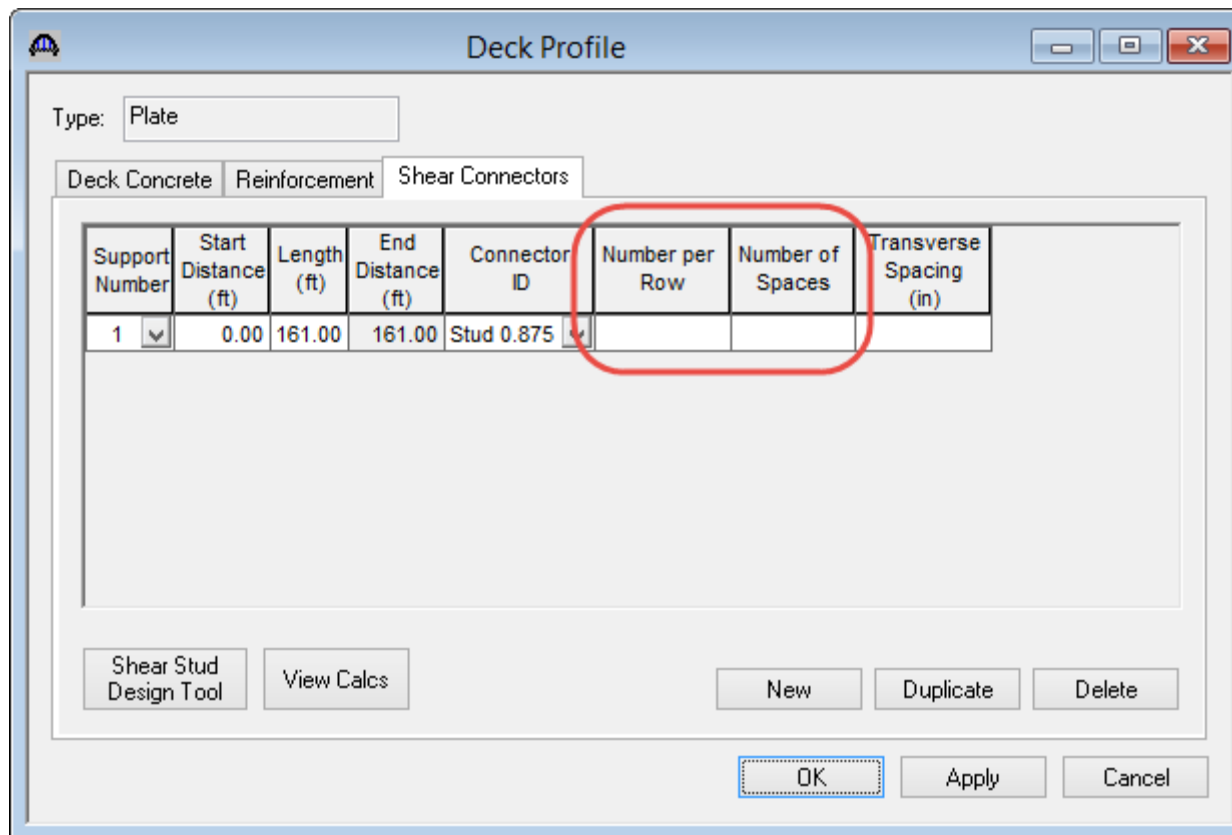 Deck Profile
Type: Plate
Deck Concrete Reinforcement Shear Connectors
Support Number Start Distance (ft) Length (ft) End Distance (ft) Connector ID Number per Row Number of Spaces Transverse Spacing (in)
1 0.00 161.00 161.00 Stud 0.875
Shear Stud Design Tool View Calcs New Duplicate Delete
OK Apply Cancel